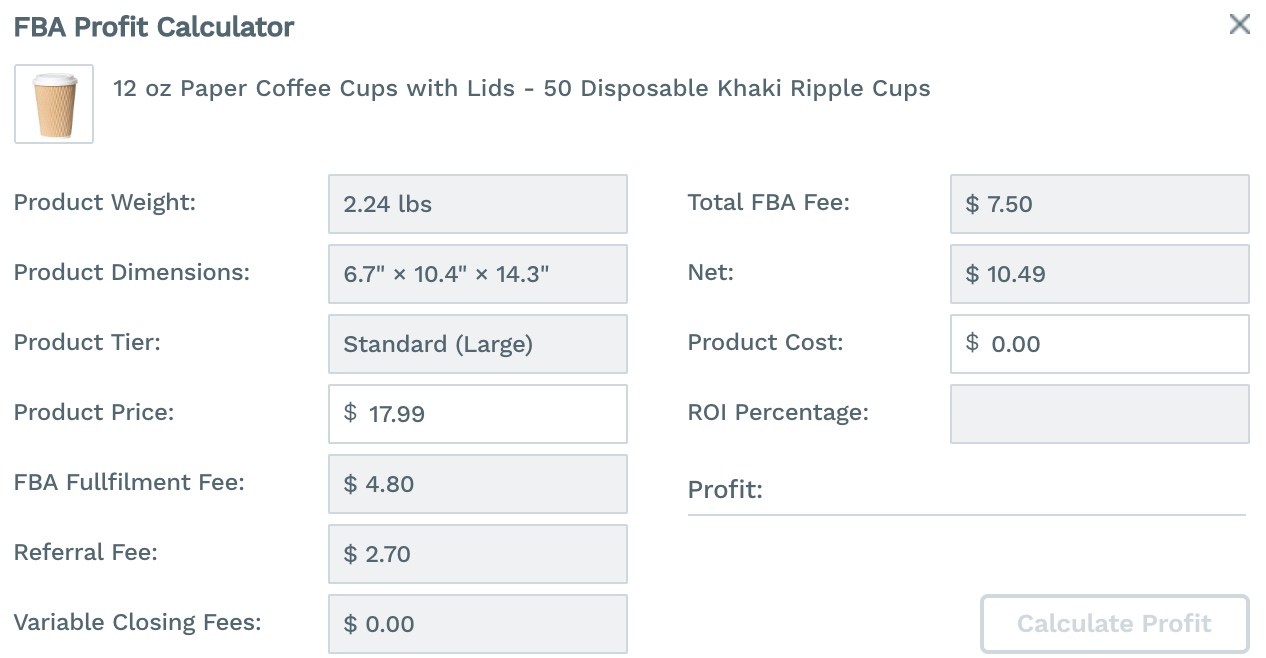 FBA Profit Calculator
12 oz Paper Coffee Cups with Lids - 50 Disposable Khaki Ripple Cups
Product Weight: 2.24 lbs
Product Dimensions: 6.7" × 10.4" × 14.3"
Product Tier: Standard (Large)
Product Price: $ 17.99
FBA Fullfilment Fee: $ 4.80
Referral Fee: $ 2.70
Variable Closing Fees: $ 0.00
Total FBA Fee: $ 7.50
Net: $ 10.49
Product Cost: $ 0.00
ROI Percentage:
Profit:
Calculate Profit